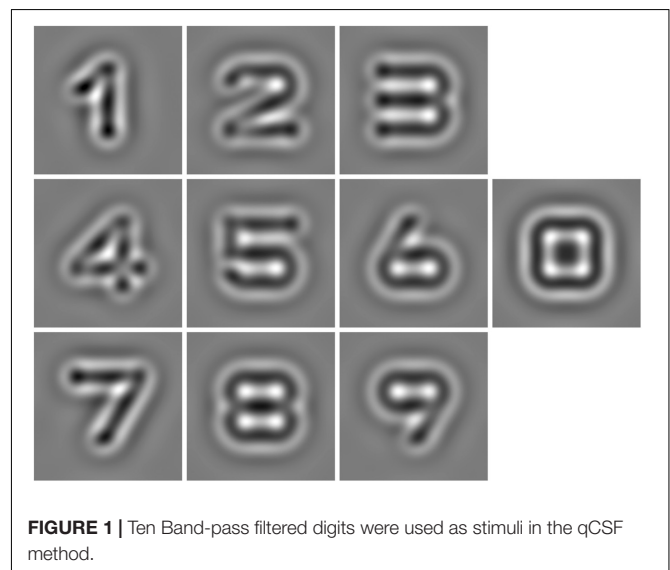 1 2 3
4 5 6 0
7 8 9
FIGURE 1 | Ten Band-pass filtered digits were used as stimuli in the qCSF
method.